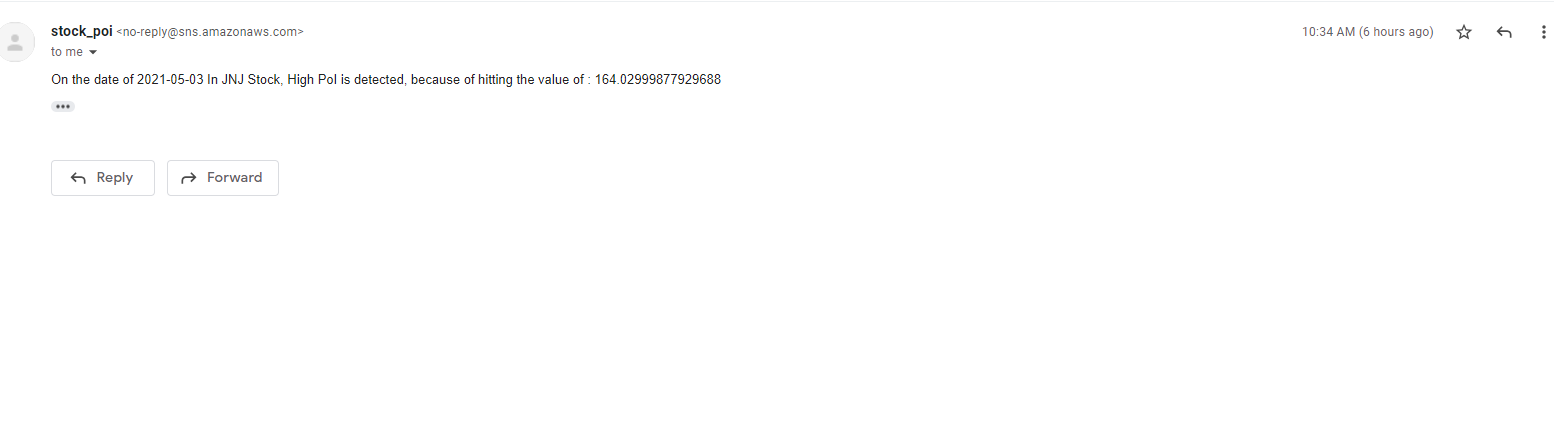 stock_poi <no-reply@sns.amazonaws.com> 10:34 AM (6 hours ago)
to me
On the date of 2021-05-03 In JNJ Stock, High PoI is detected, because of hitting the value of : 164.02999877929688
Reply Forward